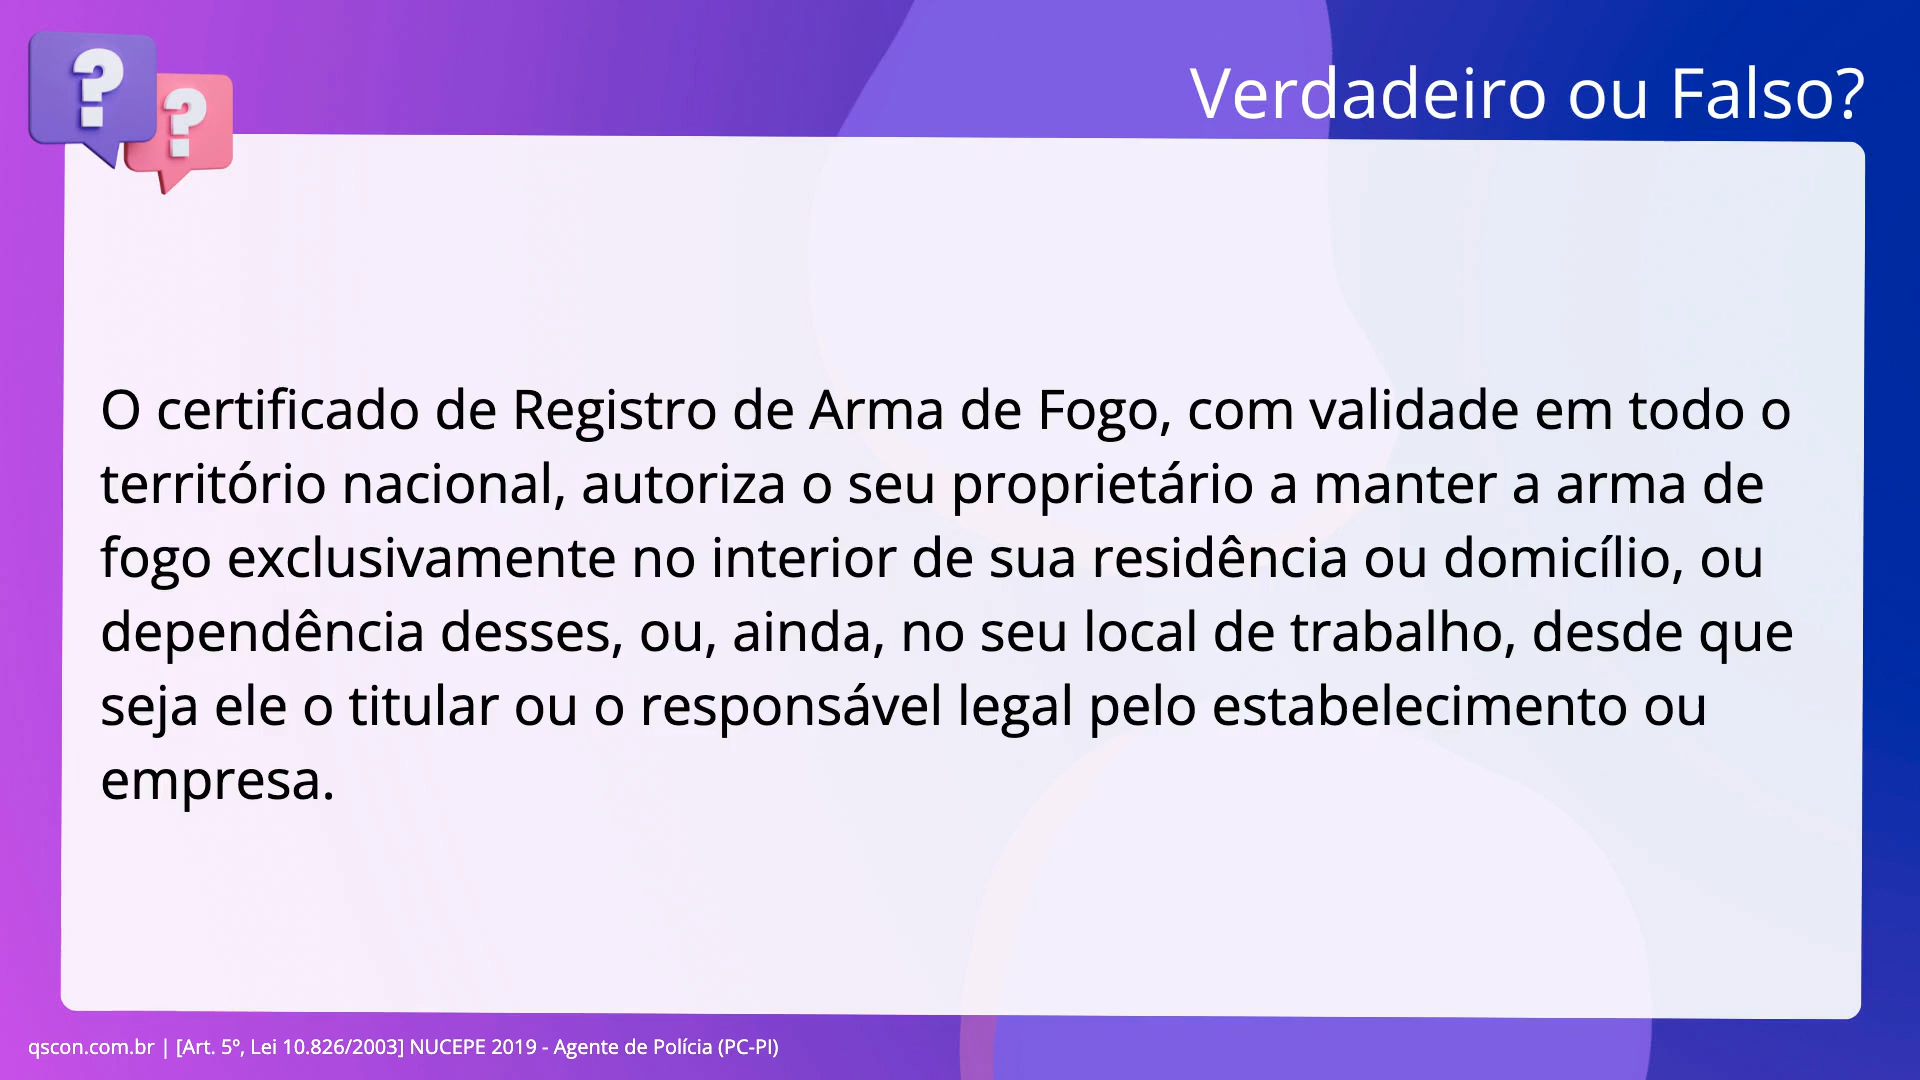 Verdadeiro ou Falso?
O certificado de Registro de Arma de Fogo, com validade em todo o
território nacional, autoriza o seu proprietário a manter a arma de
fogo exclusivamente no interior de sua residência ou domicílio, ou
dependência desses, ou, ainda, no seu local de trabalho, desde que
seja ele o titular ou o responsável legal pelo estabelecimento ou
empresa.
qscon.com.br | [Art. 5º, Lei 10.826/2003] NUCEPE 2019 - Agente de Polícia (PC-PI)